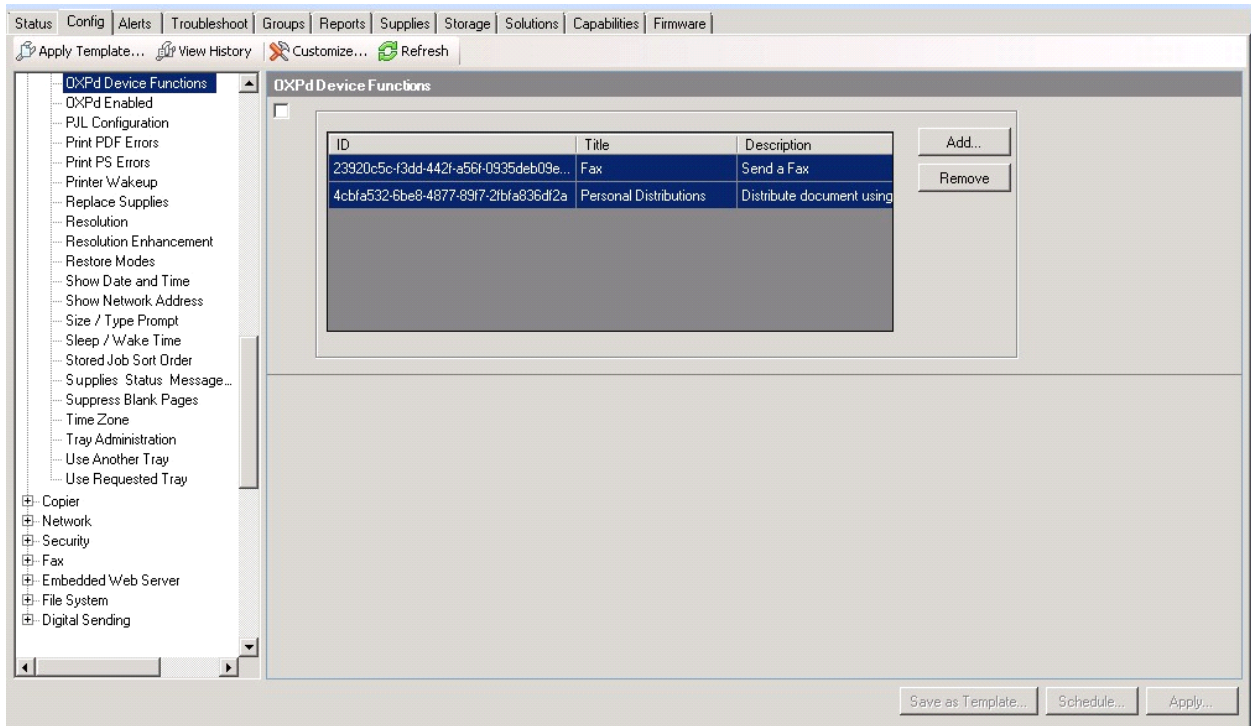 Status Config Alerts Troubleshoot Groups Reports Supplies Storage Solutions Capabilities Firmware
Apply Template... View History Customize... Refresh
OXPd Device Functions
OXPd Enabled
PJL Configuration
Print PDF Errors
Print PS Errors
Printer Wakeup
Replace Supplies
Resolution
Resolution Enhancement
Restore Modes
Show Date and Time
Show Network Address
Size / Type Prompt
Sleep / Wake Time
Stored Job Sort Order
Supplies Status Message...
Suppress Blank Pages
Time Zone
Tray Administration
Use Another Tray
Use Requested Tray
Copier
Network
Security
Fax
Embedded Web Server
File System
Digital Sending
OXPd Device Functions
ID Title Description
23920c5c-f3dd-442f-a56f-0935deb09e... Fax Send a Fax
4cbfa532-6be8-4877-89f7-2fbfa836df2a Personal Distributions Distribute document using
Add...
Remove
Save as Template... Schedule... Apply...